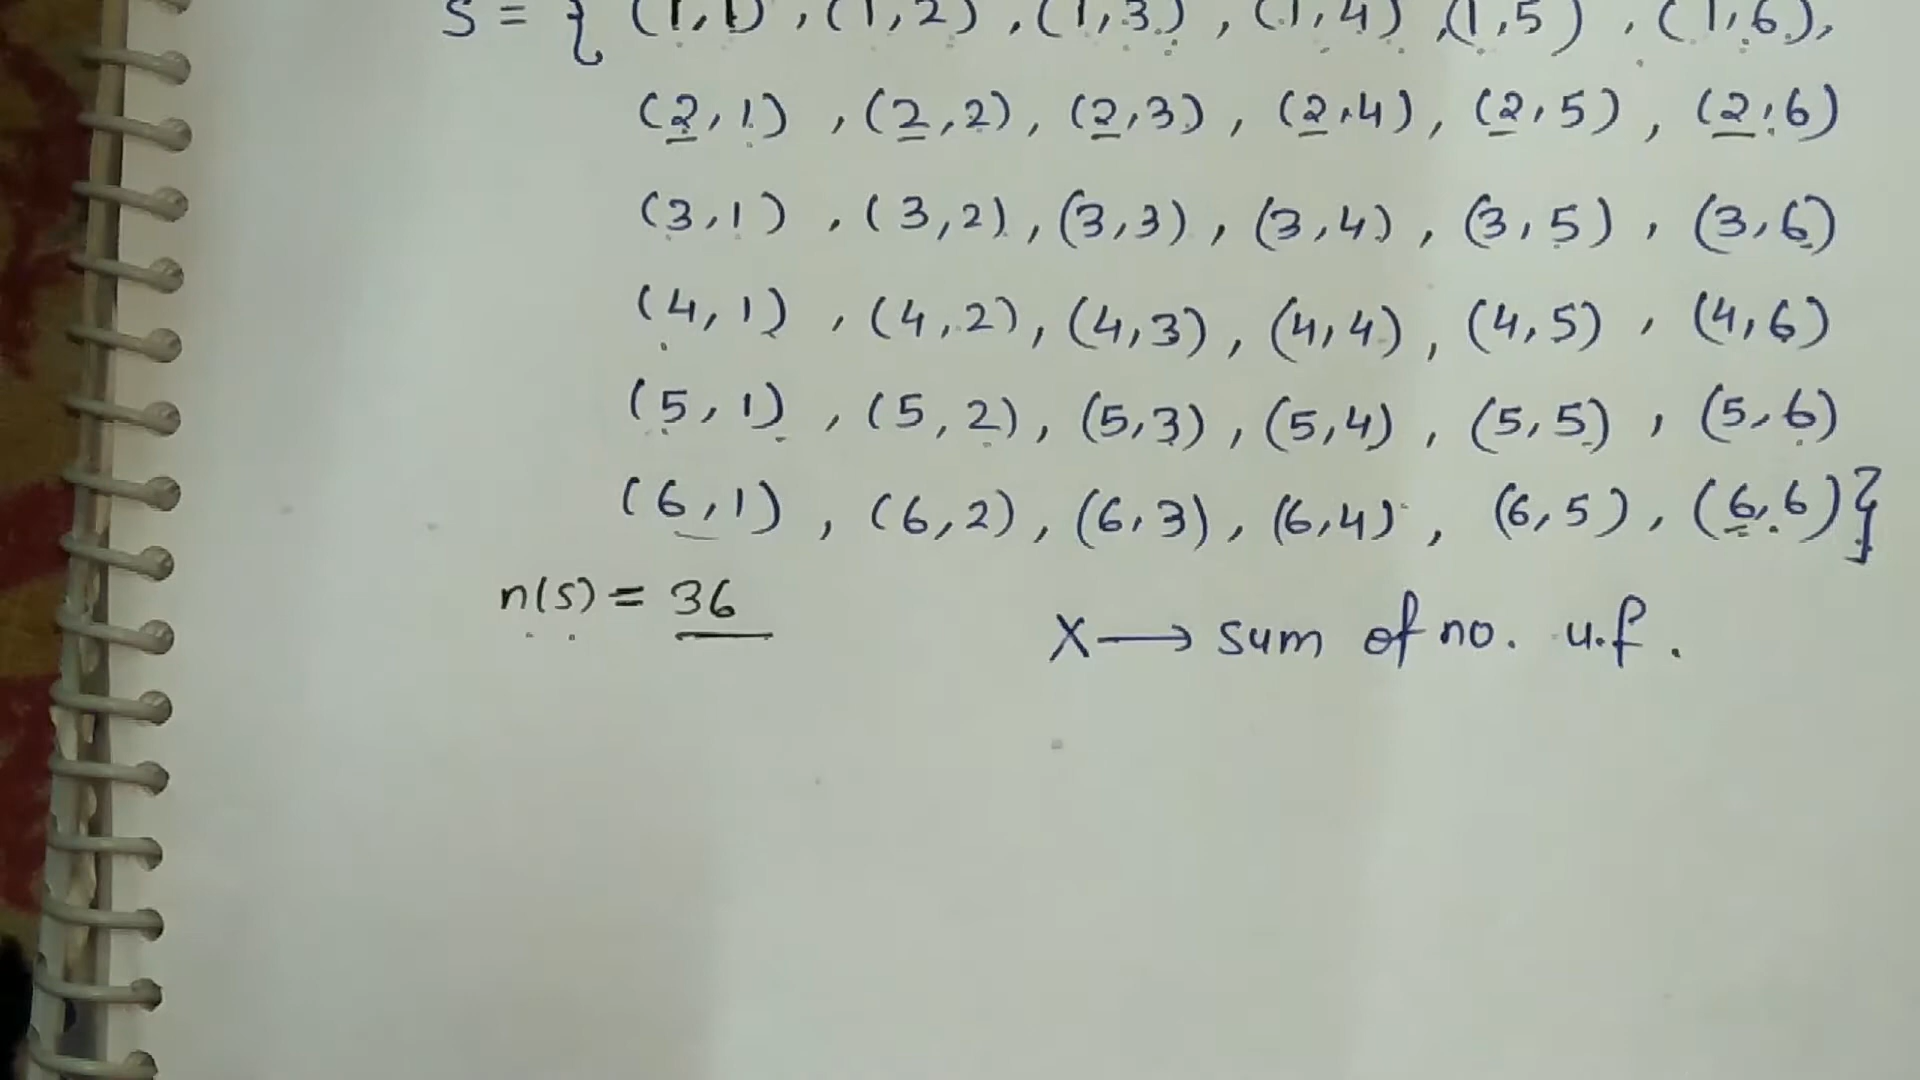 S = { (1,1) , (1,2) , (1,3) , (1,4) , (1,5) , (1,6),
(2,1) , (2,2) , (2,3) , (2,4) , (2,5) , (2,6)
(3,1) , (3,2) , (3,3) , (3,4) , (3,5) , (3,6)
(4,1) , (4,2) , (4,3) , (4,4) , (4,5) , (4,6)
(5,1) , (5,2) , (5,3) , (5,4) , (5,5) , (5,6)
(6,1) , (6,2) , (6,3) , (6,4) , (6,5) , (6,6) }
n(S) = 36
X → sum of no. u.f.